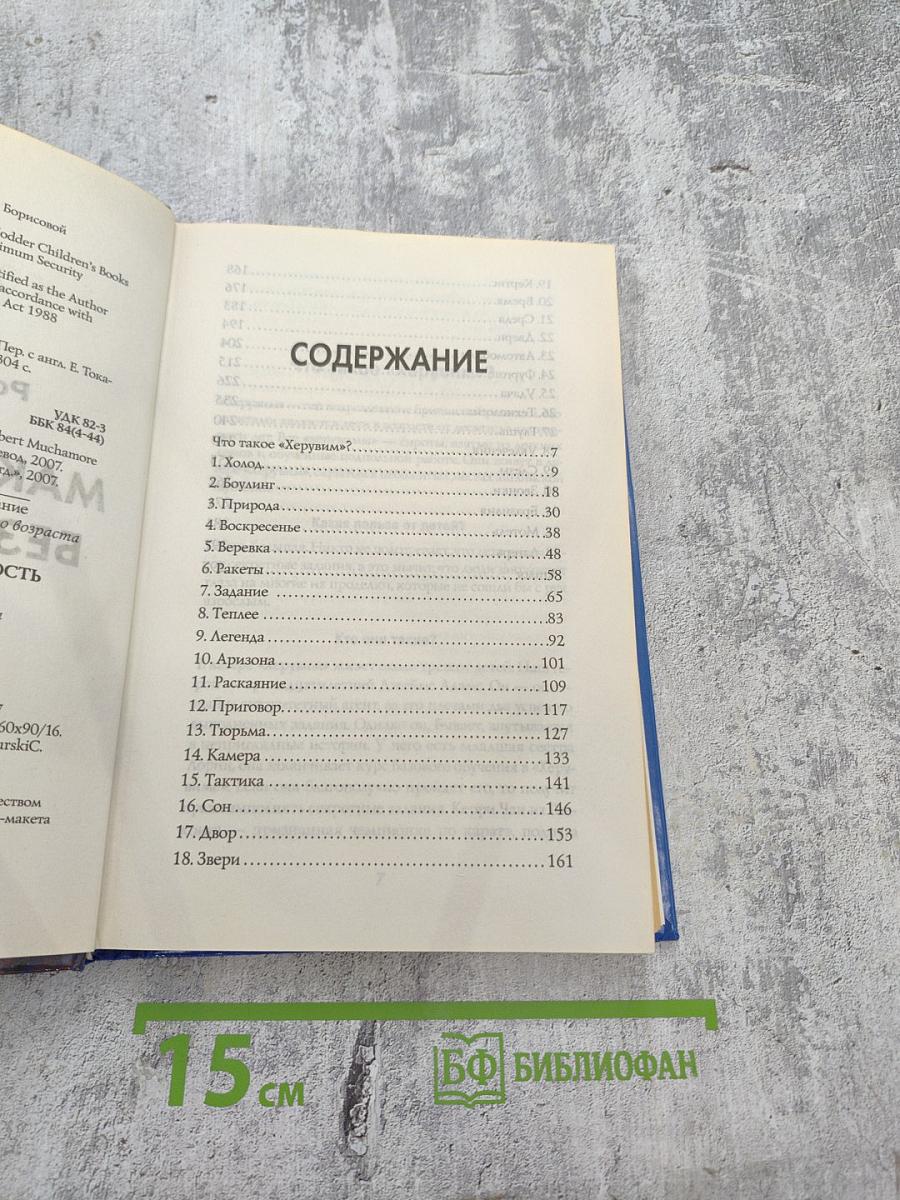 Борисовой
odder Children's Books
imum Security
tified as the Author
accordance with
Act 1988
Пер. с англ. Е. Тока-
304 с.
УДК 82-3
ББК 84(4-44)
bert Muchamore
евод, 2007.
тд.», 2007.
ание
о возраста
ОСТЬ
60x90/16.
urskiC.
еством
-макета
СОДЕРЖАНИЕ
Что такое «Херувим»?........................................7
1. Холод........................................9
2. Боулинг........................................18
3. Природа........................................30
4. Воскресенье........................................38
5. Веревка........................................48
6. Ракеты........................................58
7. Задание ........................................65
8. Теплее........................................83
9. Легенда........................................92
10. Аризона........................................101
11. Раскаяние........................................109
12. Приговор........................................117
13. Тюрьма........................................127
14. Камера........................................133
15. Тактика........................................141
16. Сон........................................146
17. Двор........................................153
18. Звери........................................161
15 см
БФ БИБЛИОФАН